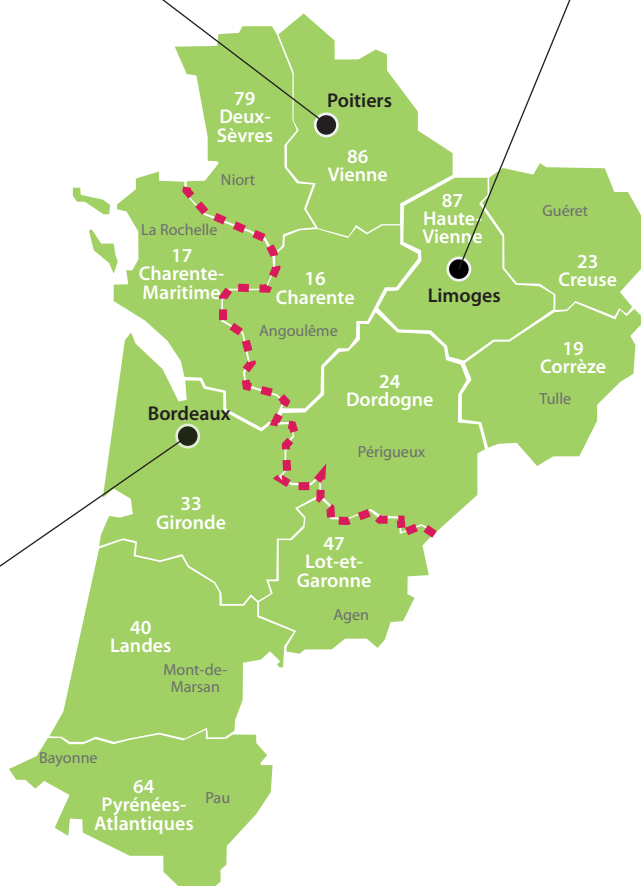 79
Deux-
Sèvres
Poitiers
86
Vienne
Niort
87
Haute-
Vienne
Guéret
La Rochelle
17
Charente-
Maritime
16
Charente
23
Creuse
Limoges
Angoulême
19
Corrèze
24
Dordogne
Tulle
Bordeaux
Périgueux
33
Gironde
47
Lot-et-
Garonne
Agen
40
Landes
Mont-de-
Marsan
Bayonne
64
Pyrénées-
Atlantiques
Pau